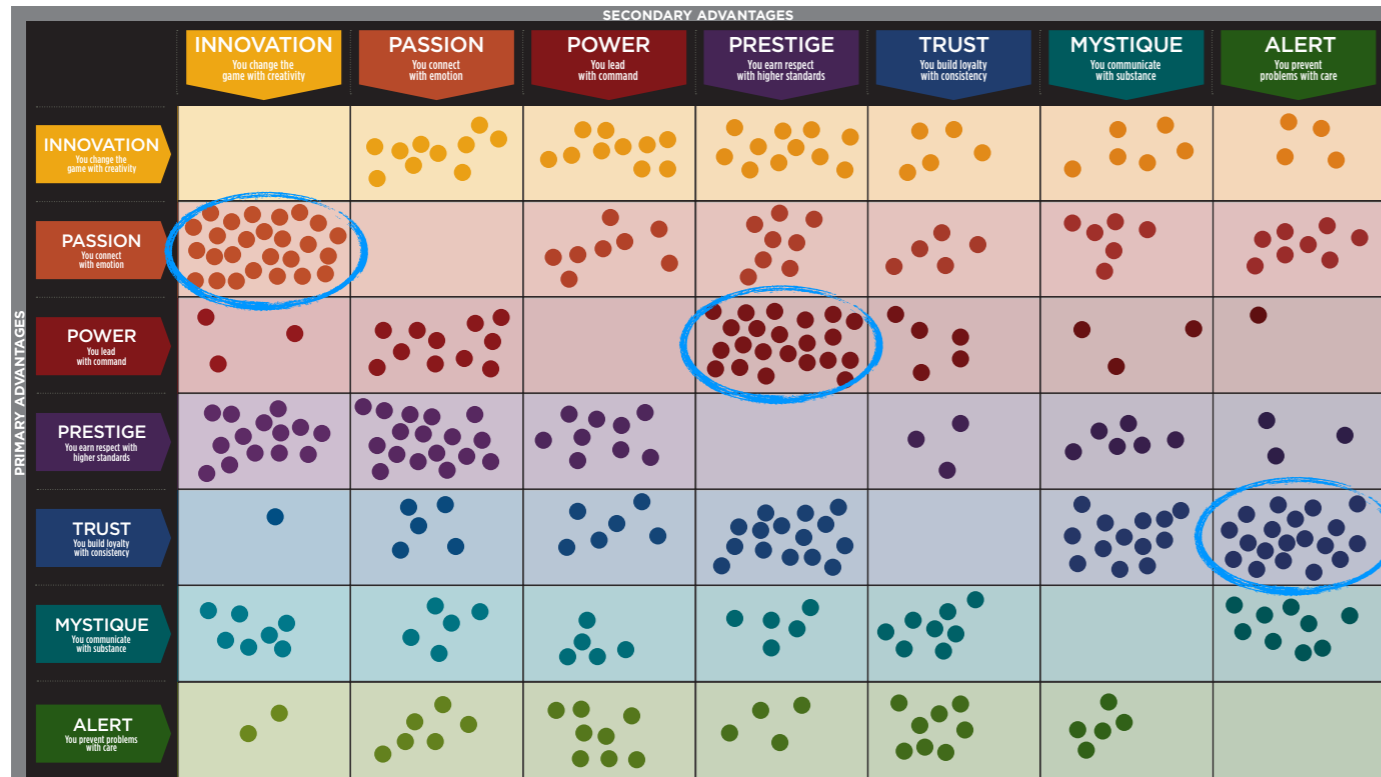 SECONDARY ADVANTAGES
INNOVATION
You change the
game with creativity
PASSION
You connect
with emotion
POWER
You lead
with command
PRESTIGE
You earn respect
with higher standards
TRUST
You build loyalty
with consistency
MYSTIQUE
You communicate
with substance
ALERT
You prevent
problems with care
PRIMARY ADVANTAGES
INNOVATION
You change the
game with creativity
PASSION
You connect
with emotion
POWER
You lead
with command
PRESTIGE
You earn respect with
higher standards
TRUST
You build loyalty
with consistency
MYSTIQUE
You communicate
with substance
ALERT
You prevent problems
with care